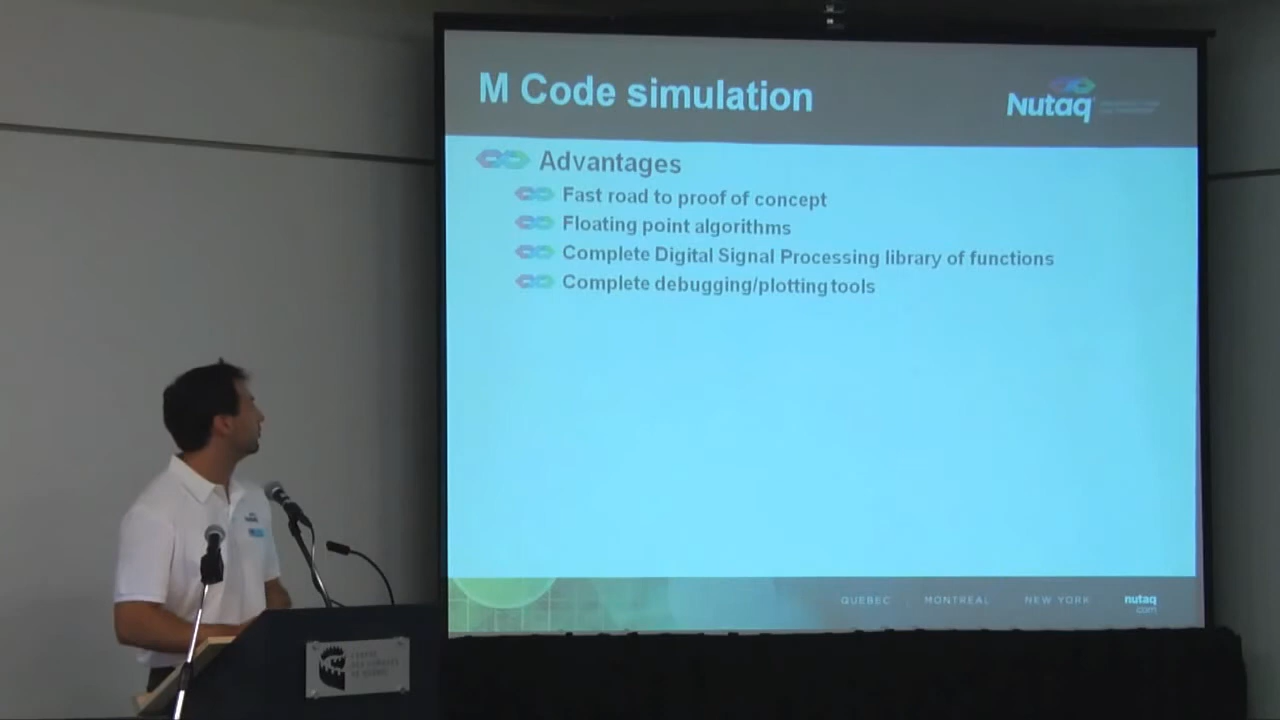 M Code simulation
Nutaq
Advantages
Fast road to proof of concept
Floating point algorithms
Complete Digital Signal Processing library of functions
Complete debugging/plotting tools
QUEBEC MONTREAL NEW YORK nutaq
.com